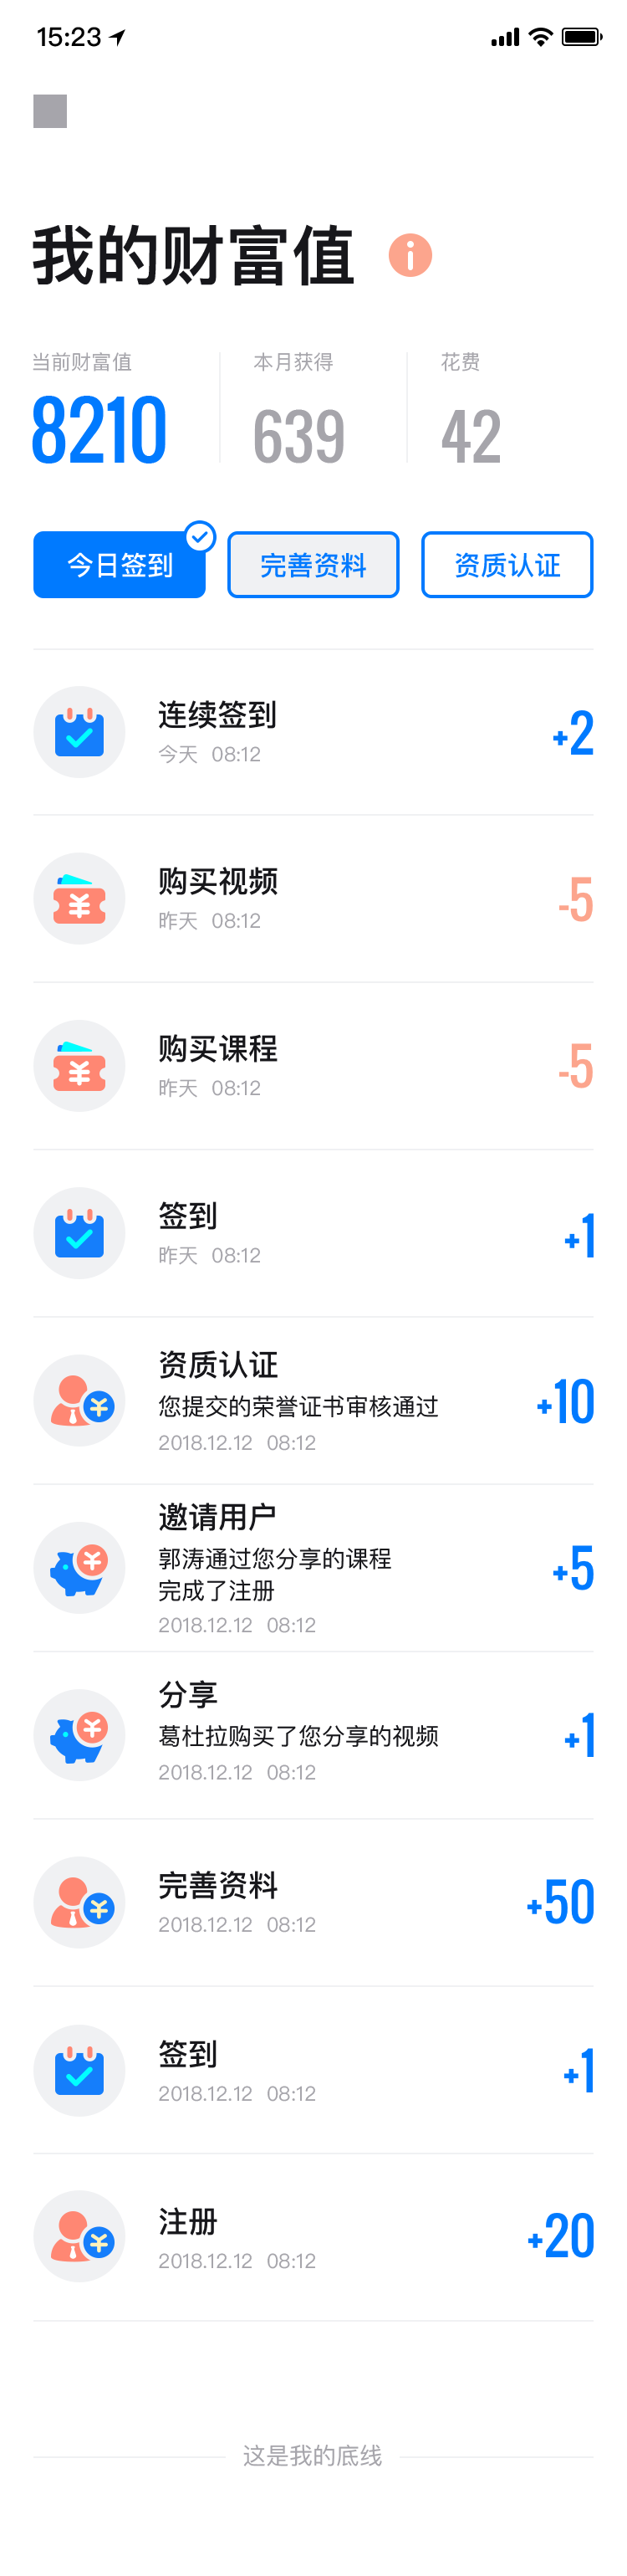 15:23
我的财富值
当前财富值 本月获得 花费
8210 639 42
今日签到 完善资料 资质认证
连续签到
今天 08:12
+2
购买视频
昨天 08:12
-5
购买课程
昨天 08:12
-5
签到
昨天 08:12
+1
资质认证
您提交的荣誉证书审核通过
2018.12.12 08:12
+10
邀请用户
郭涛通过您分享的课程
完成了注册
2018.12.12 08:12
+5
分享
葛杜拉购买了您分享的视频
2018.12.12 08:12
+1
完善资料
2018.12.12 08:12
+50
签到
2018.12.12 08:12
+1
注册
2018.12.12 08:12
+20
这是我的底线